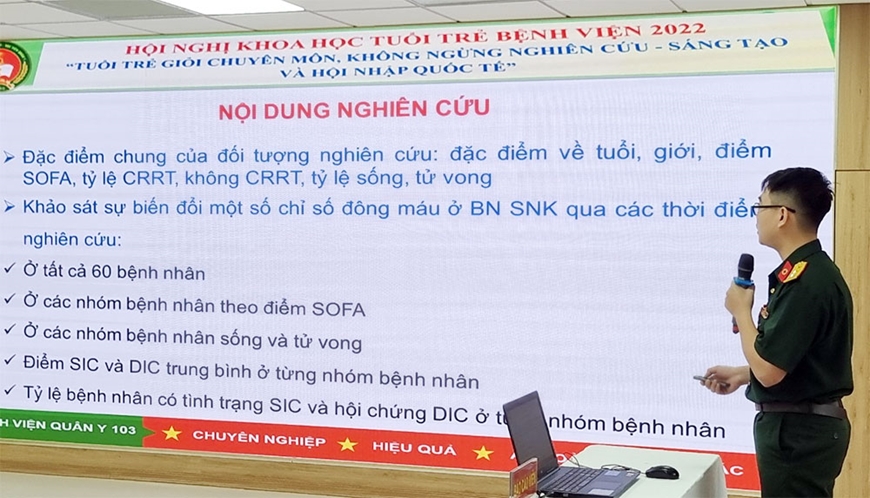 HỘI NGHỊ KHOA HỌC TUỔI TRẺ BỆNH VIỆN 2022
“TUỔI TRẺ GIỎI CHUYÊN MÔN, KHÔNG NGỪNG NGHIÊN CỨU - SÁNG TẠO
VÀ HỘI NHẬP QUỐC TẾ”
NỘI DUNG NGHIÊN CỨU
➢ Đặc điểm chung của đối tượng nghiên cứu: đặc điểm về tuổi, giới, điểm
SOFA, tỷ lệ CRRT, không CRRT, tỷ lệ sống, tử vong
➢ Khảo sát sự biến đổi một số chỉ số đông máu ở BN SNK qua các thời điểm
nghiên cứu:
✓ Ở tất cả 60 bệnh nhân
✓ Ở các nhóm bệnh nhân theo điểm SOFA
✓ Ở các nhóm bệnh nhân sống và tử vong
✓ Điểm SIC và DIC trung bình ở từng nhóm bệnh nhân
✓ Tỷ lệ bệnh nhân có tình trạng SIC và hội chứng DIC ở từng nhóm bệnh nhân
H VIỆN QUÂN Y 103 ★ CHUYÊN NGHIỆP ★ HIỆU QUẢ ★
BÁO CÁO VIÊN